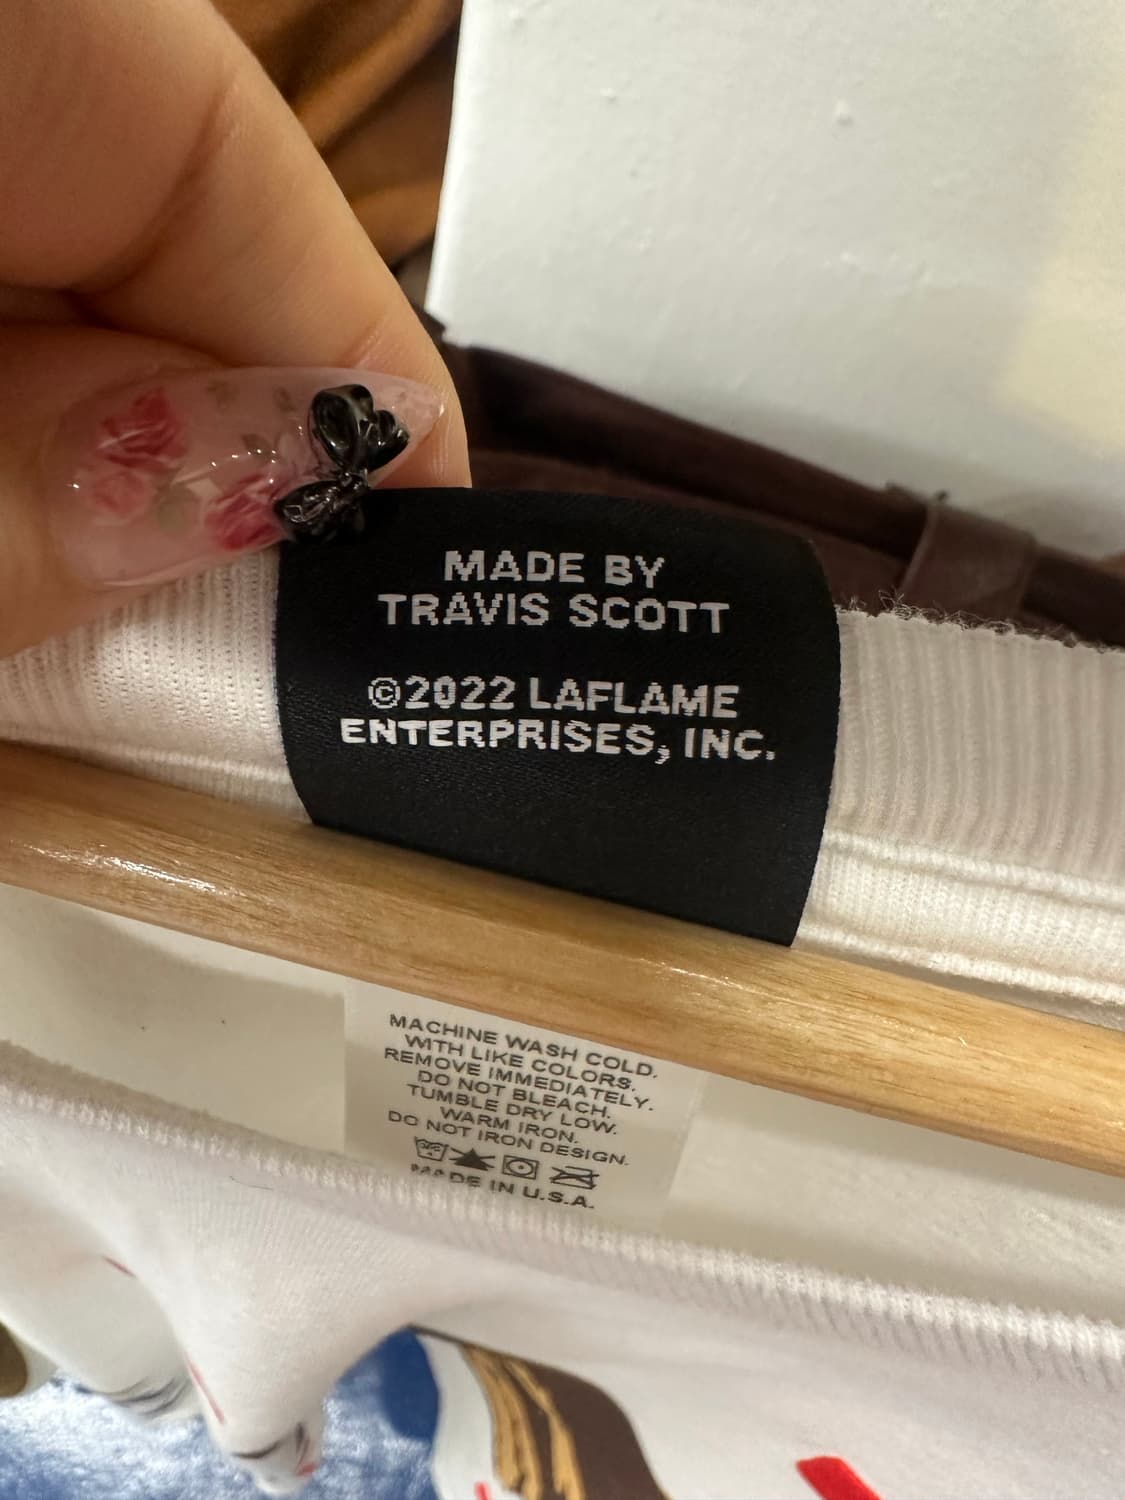 MADE BY
TRAVIS SCOTT
©2022 LAFLAME
ENTERPRISES, INC.
MACHINE WASH COLD.
WITH LIKE COLORS.
REMOVE IMMEDIATELY.
DO NOT BLEACH.
TUMBLE DRY LOW.
WARM IRON.
DO NOT IRON DESIGN.
MADE IN U.S.A.